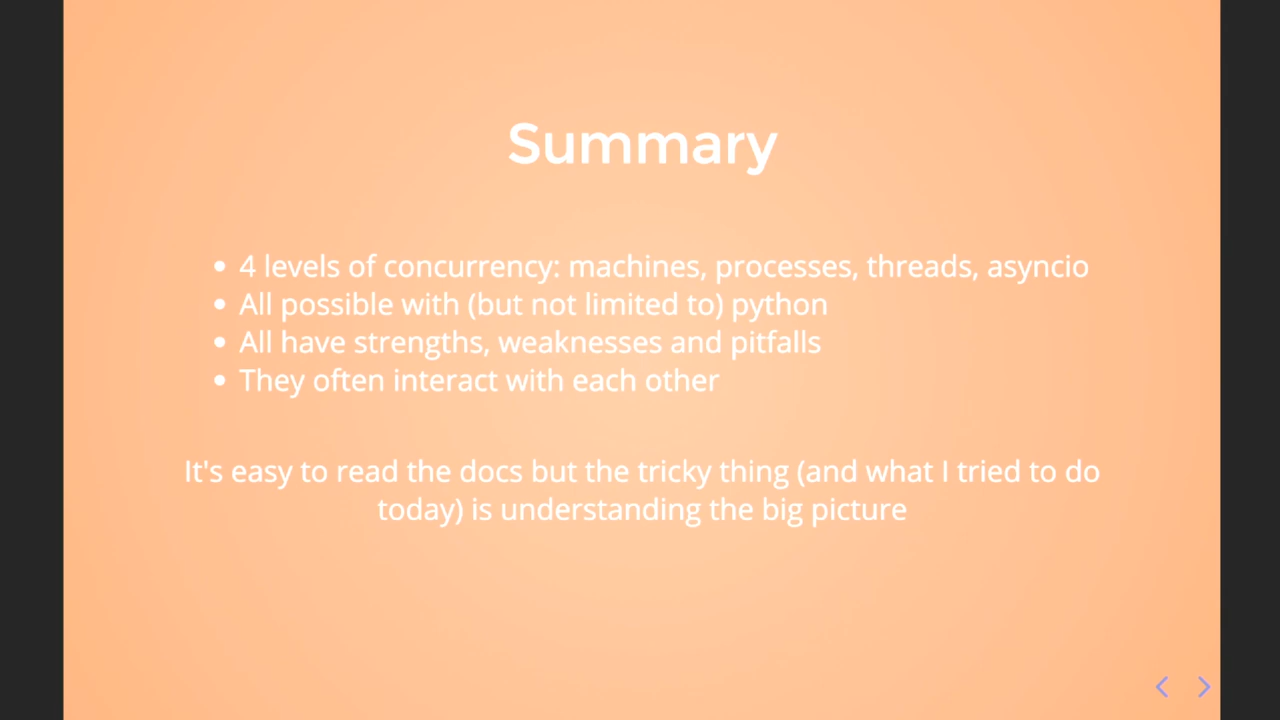 Summary
4 levels of concurrency: machines, processes, threads, asyncio
All possible with (but not limited to) python
All have strengths, weaknesses and pitfalls
They often interact with each other
It's easy to read the docs but the tricky thing (and what I tried to do
today) is understanding the big picture